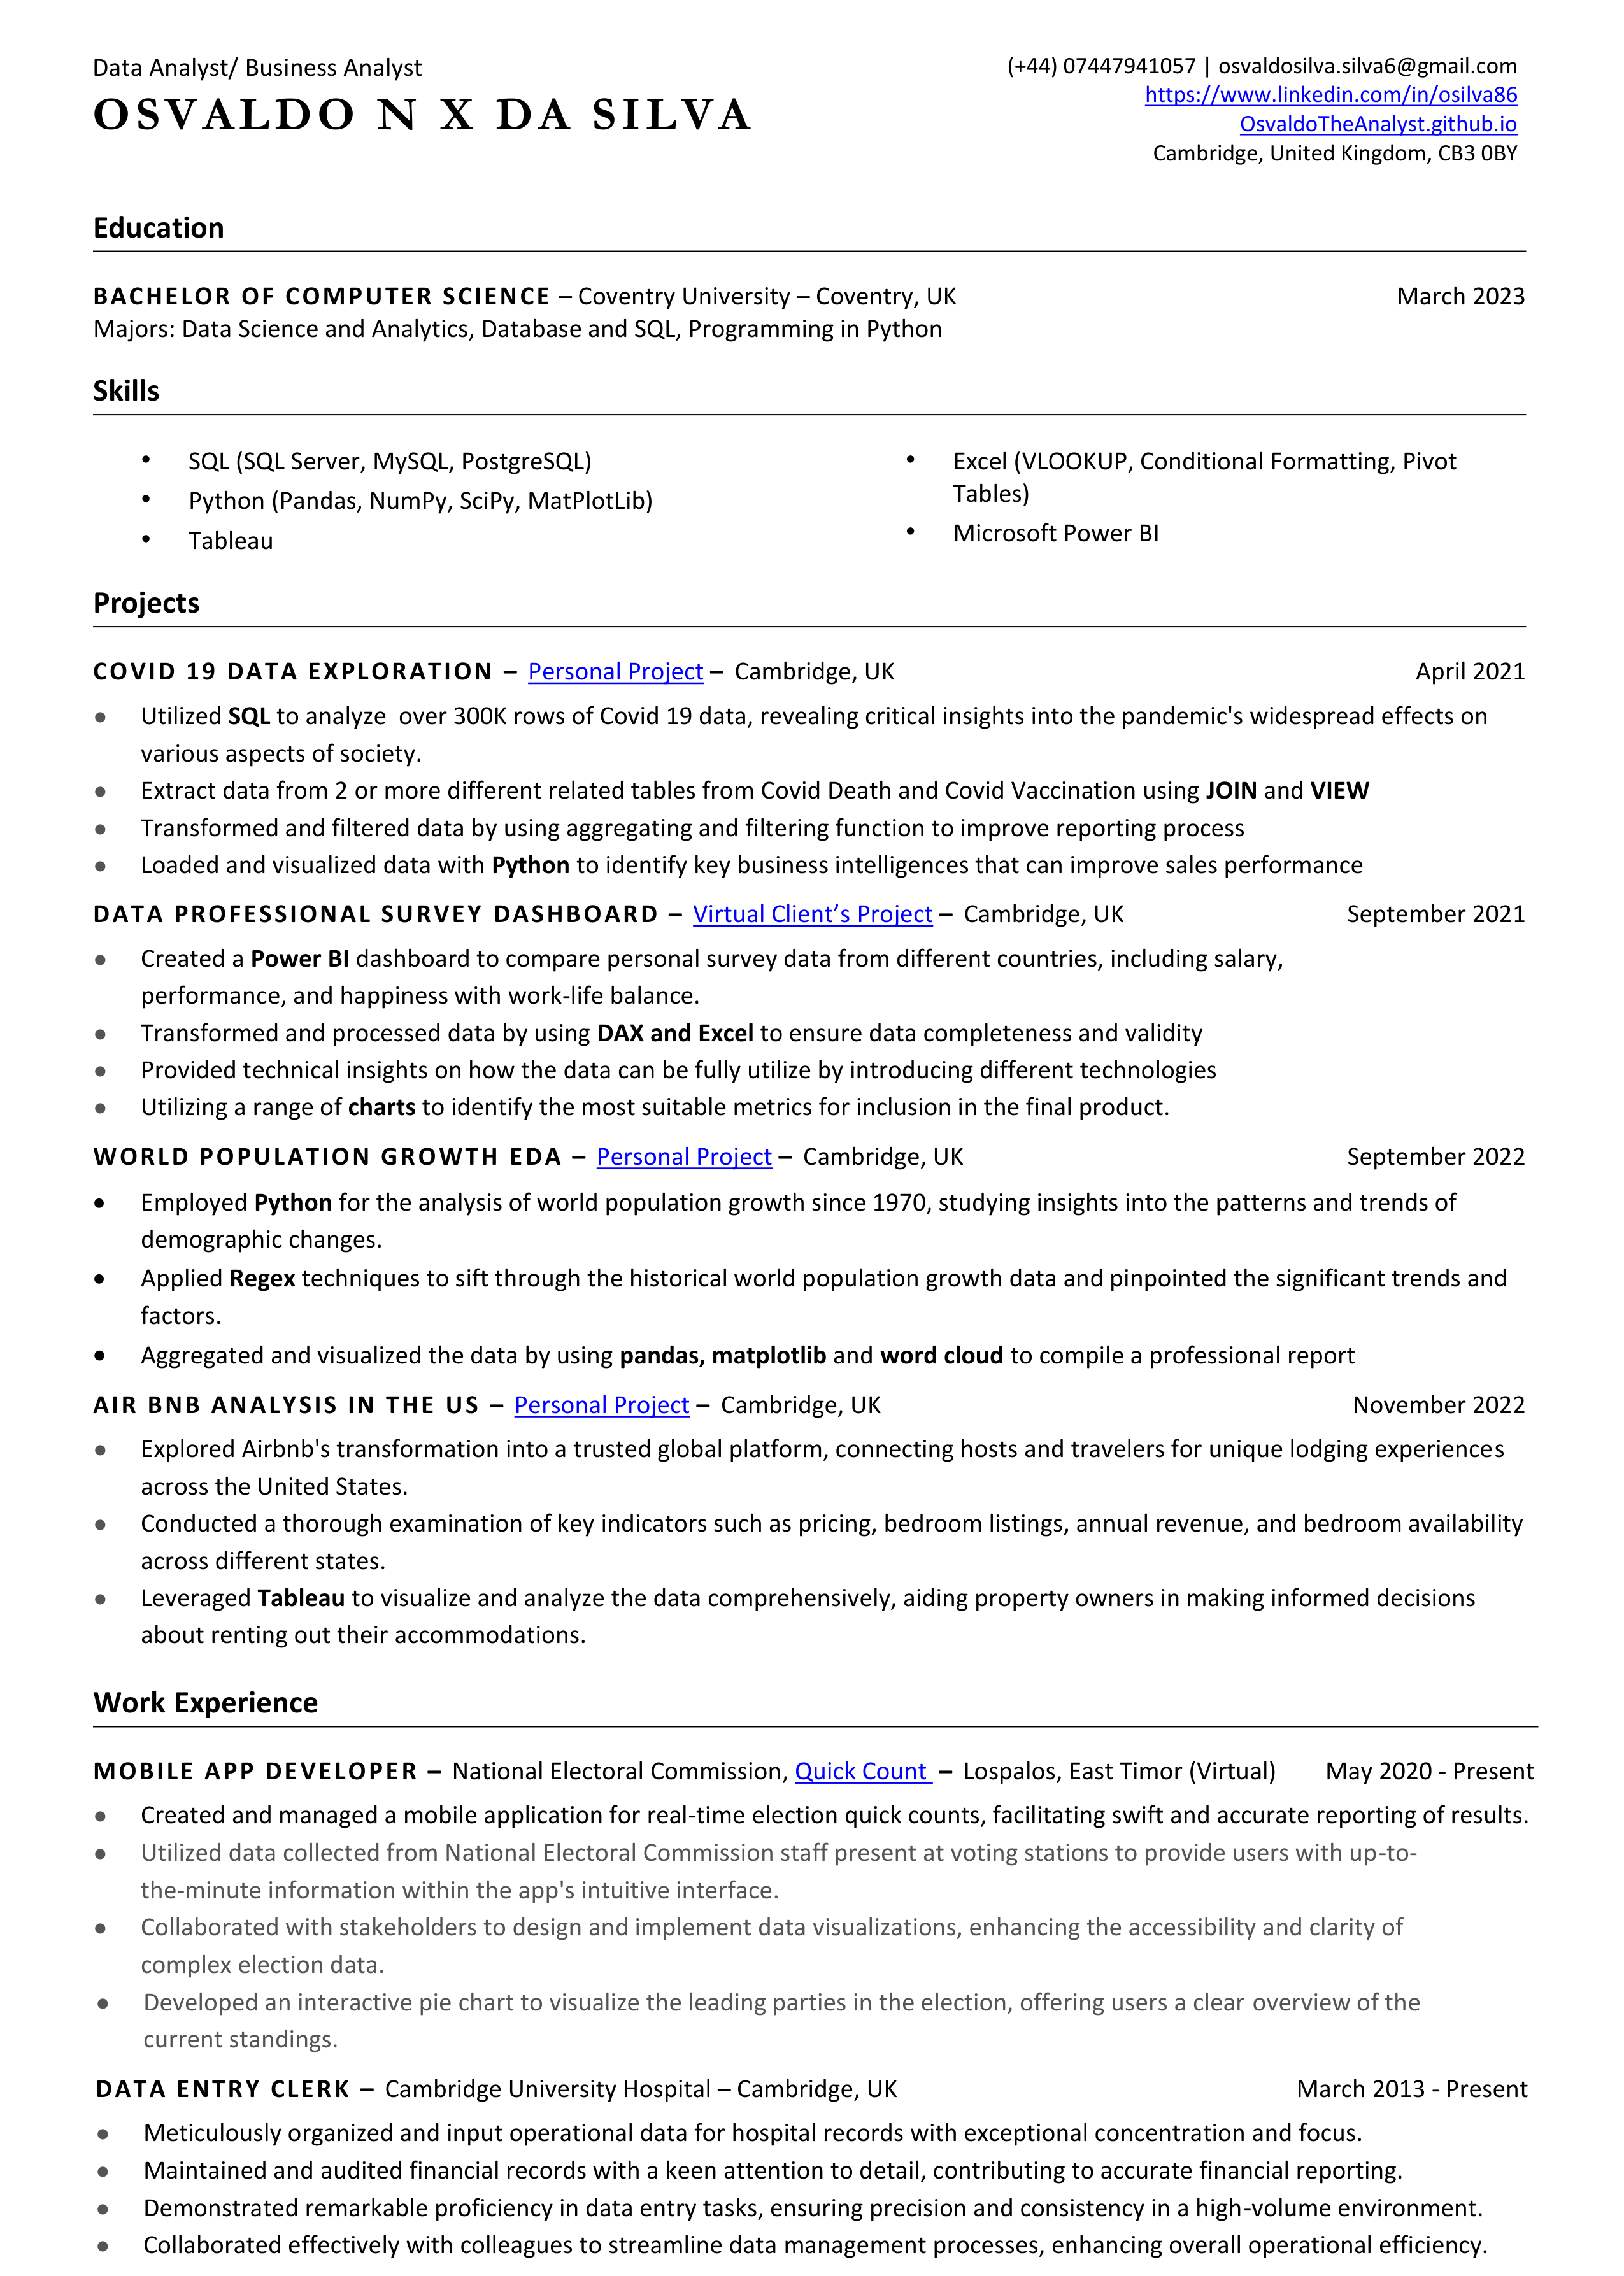 Data Analyst/ Business Analyst
OSVALDO N X DA SILVA
(+44) 07447941057 | osvaldosilva.silva6@gmail.com
https://www.linkedin.com/in/osilva86
OsvaldoTheAnalyst.github.io
Cambridge, United Kingdom, CB3 0BY
Education
BACHELOR OF COMPUTER SCIENCE – Coventry University – Coventry, UK March 2023
Majors: Data Science and Analytics, Database and SQL, Programming in Python
Skills
• SQL (SQL Server, MySQL, PostgreSQL)
• Python (Pandas, NumPy, SciPy, MatPlotLib)
• Tableau
• Excel (VLOOKUP, Conditional Formatting, Pivot
Tables)
• Microsoft Power BI
Projects
COVID 19 DATA EXPLORATION – Personal Project – Cambridge, UK April 2021
● Utilized SQL to analyze  over 300K rows of Covid 19 data, revealing critical insights into the pandemic's widespread effects on
various aspects of society.
● Extract data from 2 or more different related tables from Covid Death and Covid Vaccination using JOIN and VIEW
● Transformed and filtered data by using aggregating and filtering function to improve reporting process
● Loaded and visualized data with Python to identify key business intelligences that can improve sales performance
DATA PROFESSIONAL SURVEY DASHBOARD – Virtual Client’s Project – Cambridge, UK September 2021
● Created a Power BI dashboard to compare personal survey data from different countries, including salary,
performance, and happiness with work-life balance.
● Transformed and processed data by using DAX and Excel to ensure data completeness and validity
● Provided technical insights on how the data can be fully utilize by introducing different technologies
● Utilizing a range of charts to identify the most suitable metrics for inclusion in the final product.
WORLD POPULATION GROWTH EDA – Personal Project – Cambridge, UK September 2022
• Employed Python for the analysis of world population growth since 1970, studying insights into the patterns and trends of
demographic changes.
• Applied Regex techniques to sift through the historical world population growth data and pinpointed the significant trends and
factors.
• Aggregated and visualized the data by using pandas, matplotlib and word cloud to compile a professional report
AIR BNB ANALYSIS IN THE US – Personal Project – Cambridge, UK November 2022
● Explored Airbnb's transformation into a trusted global platform, connecting hosts and travelers for unique lodging experiences
across the United States.
● Conducted a thorough examination of key indicators such as pricing, bedroom listings, annual revenue, and bedroom availability
across different states.
● Leveraged Tableau to visualize and analyze the data comprehensively, aiding property owners in making informed decisions
about renting out their accommodations.
Work Experience
MOBILE APP DEVELOPER – National Electoral Commission, Quick Count – Lospalos, East Timor (Virtual) May 2020 - Present
● Created and managed a mobile application for real-time election quick counts, facilitating swift and accurate reporting of results.
● Utilized data collected from National Electoral Commission staff present at voting stations to provide users with up-to-
the-minute information within the app's intuitive interface.
● Collaborated with stakeholders to design and implement data visualizations, enhancing the accessibility and clarity of
complex election data.
● Developed an interactive pie chart to visualize the leading parties in the election, offering users a clear overview of the
current standings.
DATA ENTRY CLERK – Cambridge University Hospital – Cambridge, UK March 2013 - Present
● Meticulously organized and input operational data for hospital records with exceptional concentration and focus.
● Maintained and audited financial records with a keen attention to detail, contributing to accurate financial reporting.
● Demonstrated remarkable proficiency in data entry tasks, ensuring precision and consistency in a high-volume environment.
● Collaborated effectively with colleagues to streamline data management processes, enhancing overall operational efficiency.